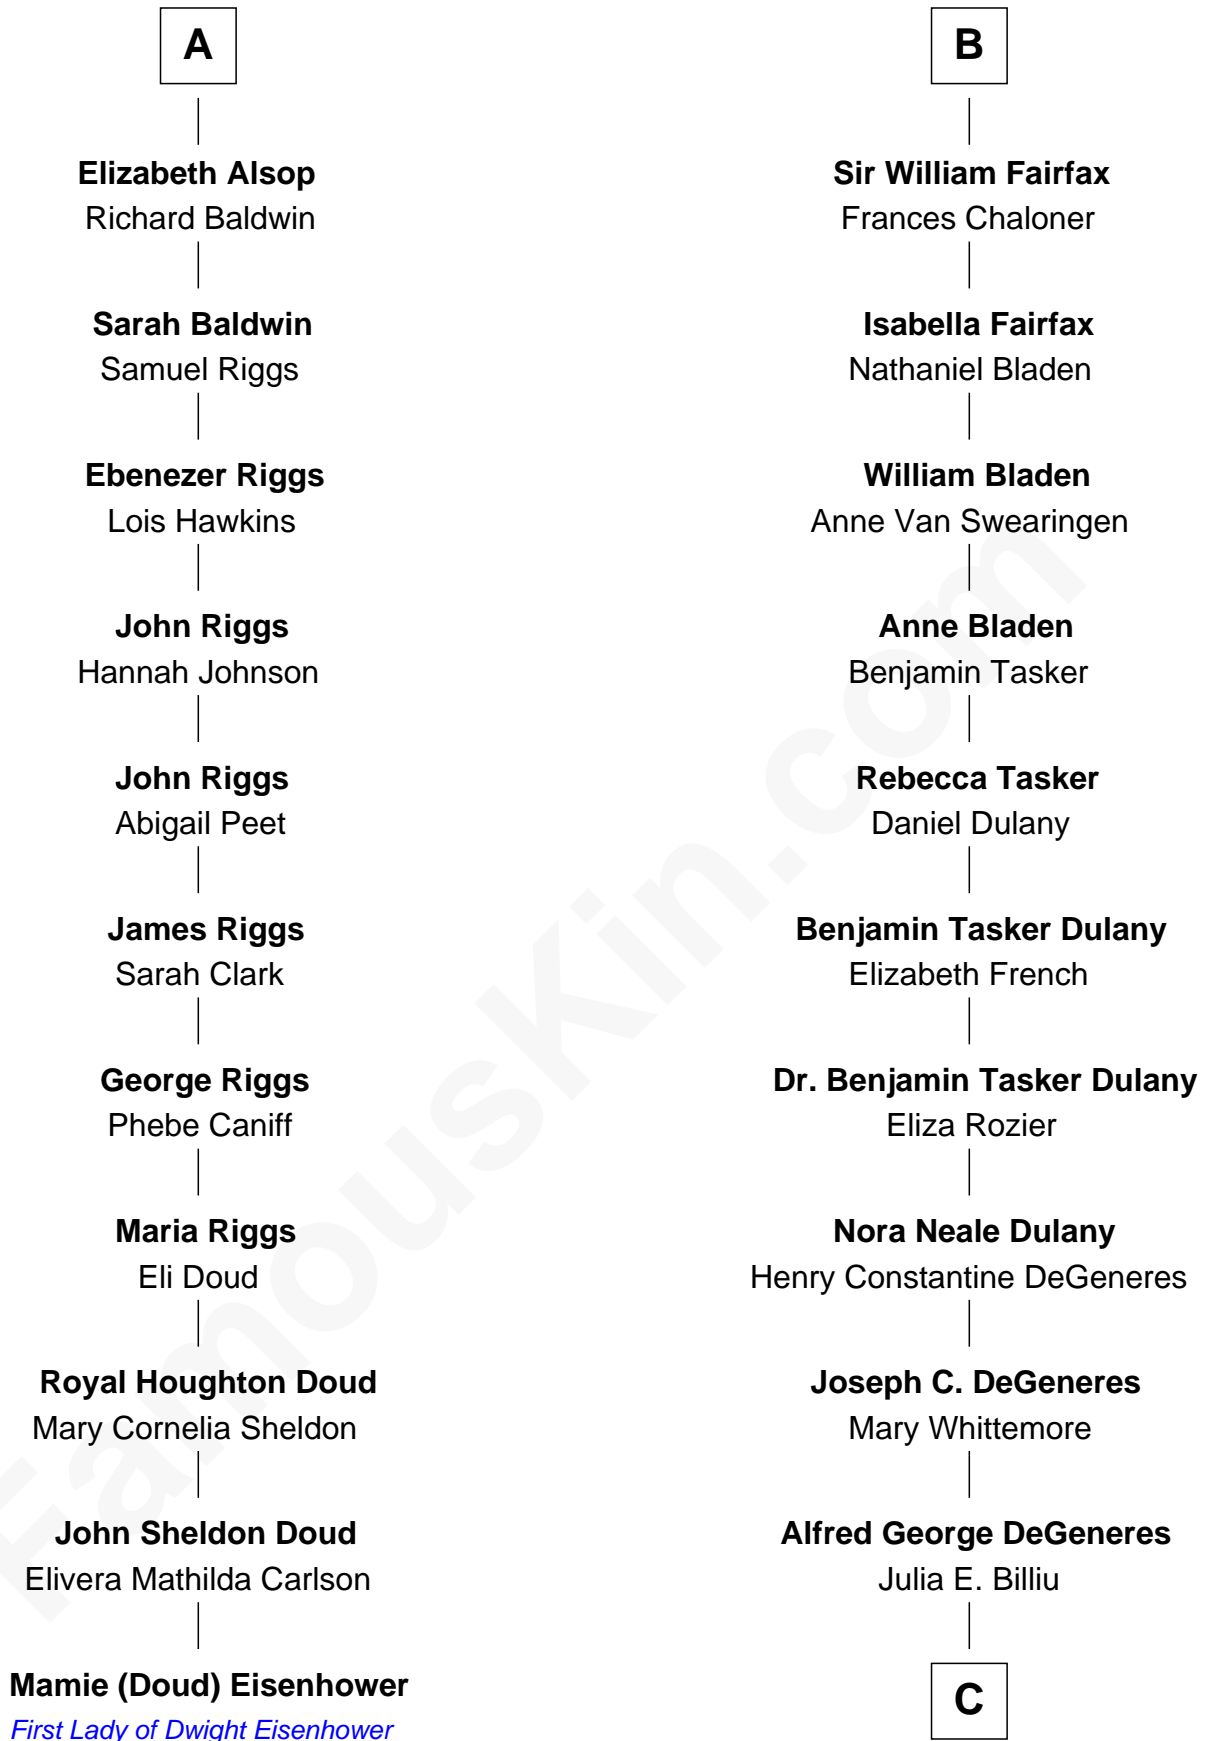 A
Elizabeth Alsop
Richard Baldwin
Sarah Baldwin
Samuel Riggs
Ebenezer Riggs
Lois Hawkins
John Riggs
Hannah Johnson
John Riggs
Abigail Peet
James Riggs
Sarah Clark
George Riggs
Phebe Caniff
Maria Riggs
Eli Doud
Royal Houghton Doud
Mary Cornelia Sheldon
John Sheldon Doud
Elivera Mathilda Carlson
Mamie (Doud) Eisenhower
First Lady of Dwight Eisenhower
B
Sir William Fairfax
Frances Chaloner
Isabella Fairfax
Nathaniel Bladen
William Bladen
Anne Van Swearingen
Anne Bladen
Benjamin Tasker
Rebecca Tasker
Daniel Dulany
Benjamin Tasker Dulany
Elizabeth French
Dr. Benjamin Tasker Dulany
Eliza Rozier
Nora Neale Dulany
Henry Constantine DeGeneres
Joseph C. DeGeneres
Mary Whittemore
Alfred George DeGeneres
Julia E. Billiu
C
FamousKin.com